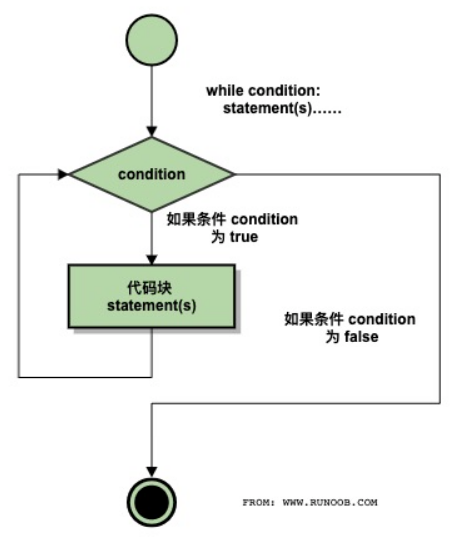 while condition:
statement(s)……
condition
如果条件 condition
为 true
代码块
statement(s)
如果条件 condition
为 false
FROM: WWW.RUNOOB.COM